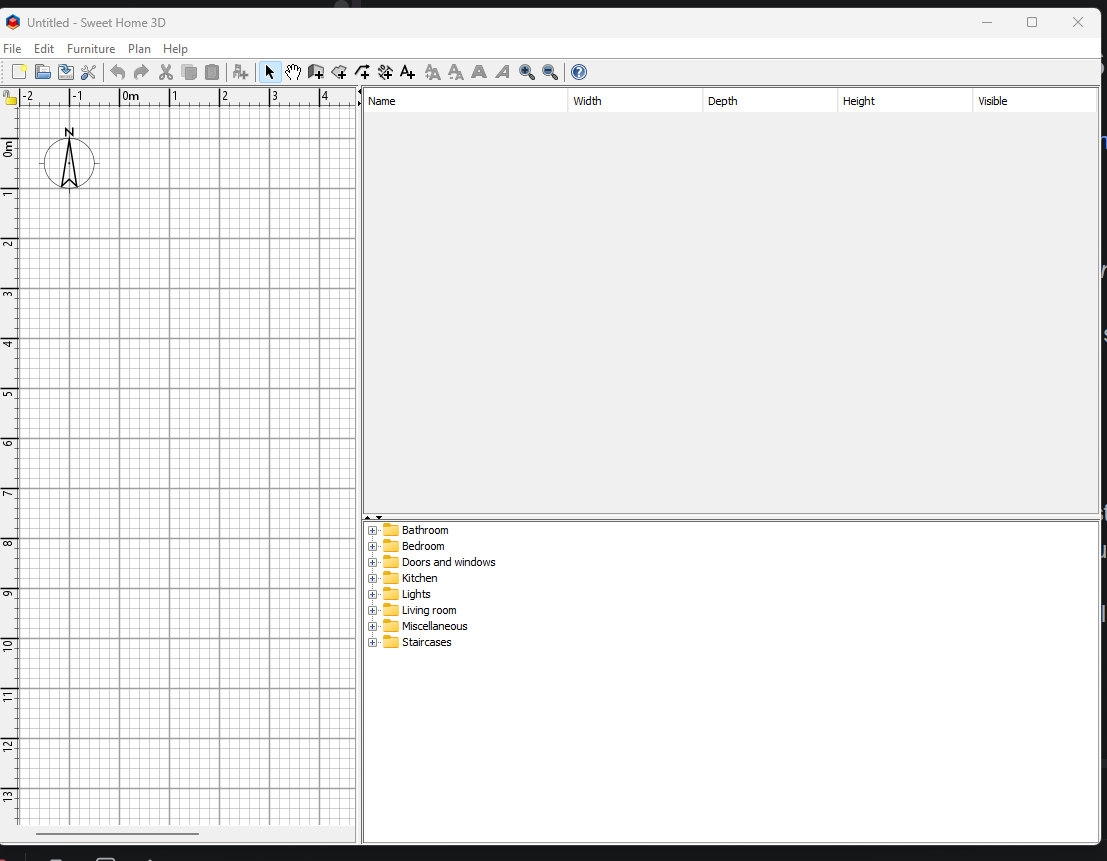 Untitled - Sweet Home 3D
File Edit Furniture Plan Help
-2 -1 0m 1 2 3 4
Name Width Depth Height Visible
N
0m
1
2
3
4
5
6
7
8
9
10
11
12
13
Bathroom
Bedroom
Doors and windows
Kitchen
Lights
Living room
Miscellaneous
Staircases